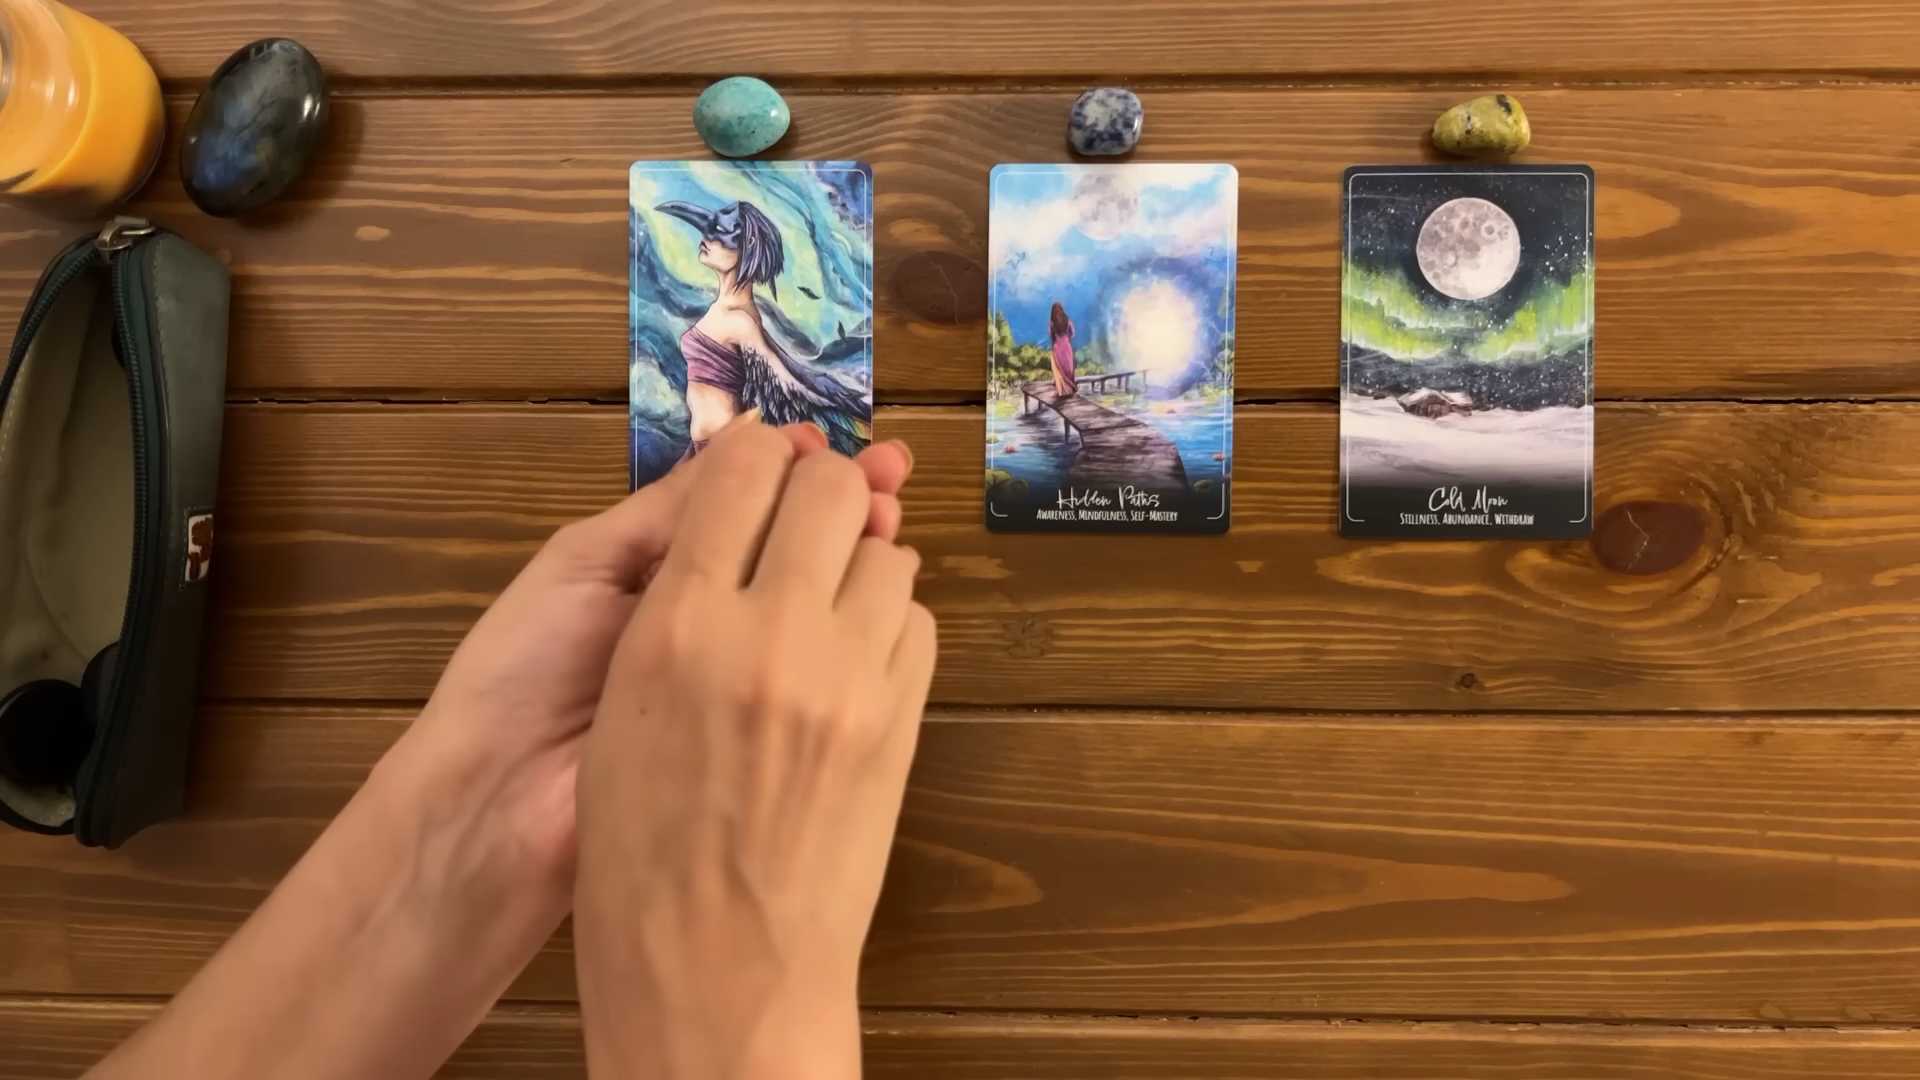 Hidden Paths
Awareness, Mindfulness, Self-Mastery
Cold Moon
Stillness, Abundance, Withdraw